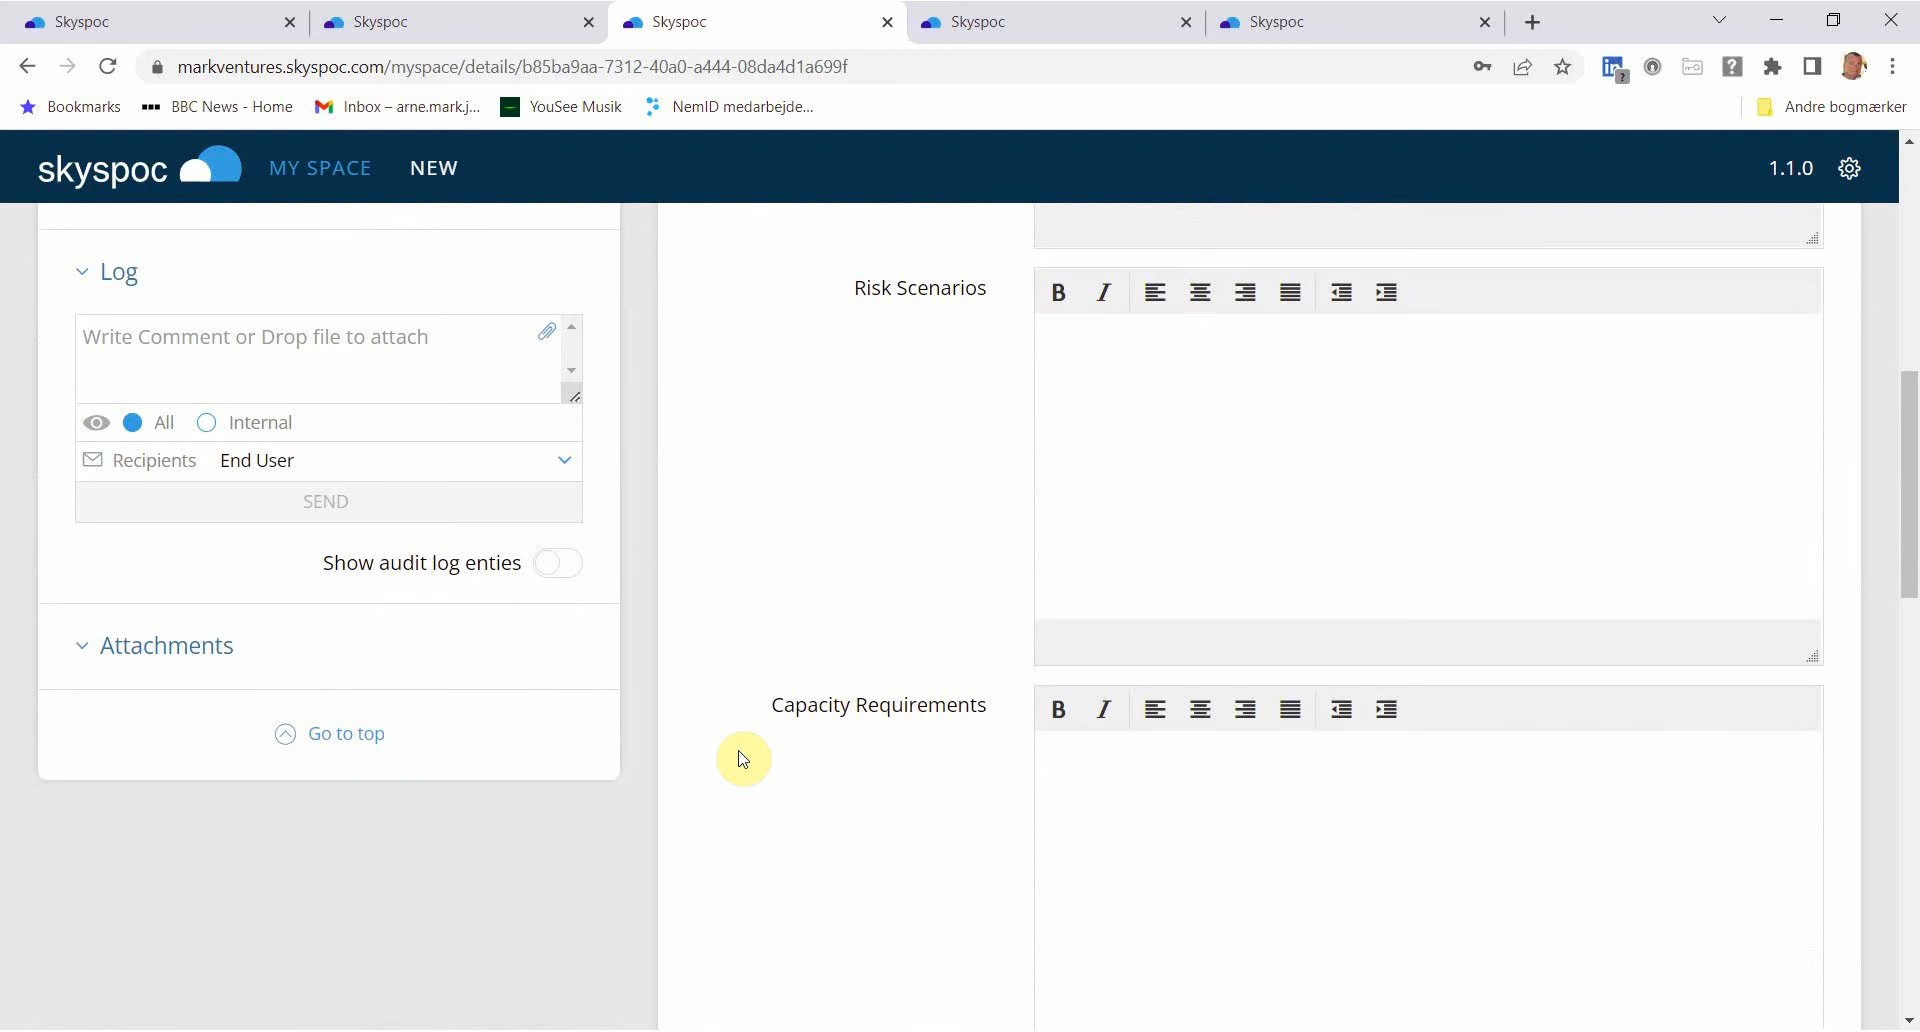 Skyspoc
Skyspoc
Skyspoc
Skyspoc
Skyspoc
markventures.skyspoc.com/myspace/details/b85ba9aa-7312-40a0-a444-08da4d1a699f
Bookmarks
BBC News - Home
Inbox – arne.mark.j...
YouSee Musik
NemID medarbejde...
Andre bogmærker
skyspoc
MY SPACE
NEW
1.1.0
Log
Write Comment or Drop file to attach
All
Internal
Recipients
End User
SEND
Show audit log enties
Attachments
Go to top
Risk Scenarios
B I
Capacity Requirements
B I